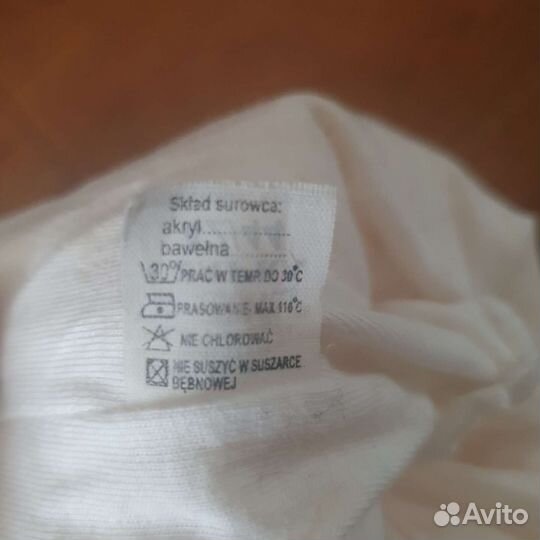 Skład surowca:
akryl..............
bawełna..............
30° PRAĆ W TEMP. DO 30°C
PRASOWANIE- MAX 110°C
NIE CHLOROWAĆ
NIE SUSZYĆ W SUSZARCE
BĘBNOWEJ
Avito